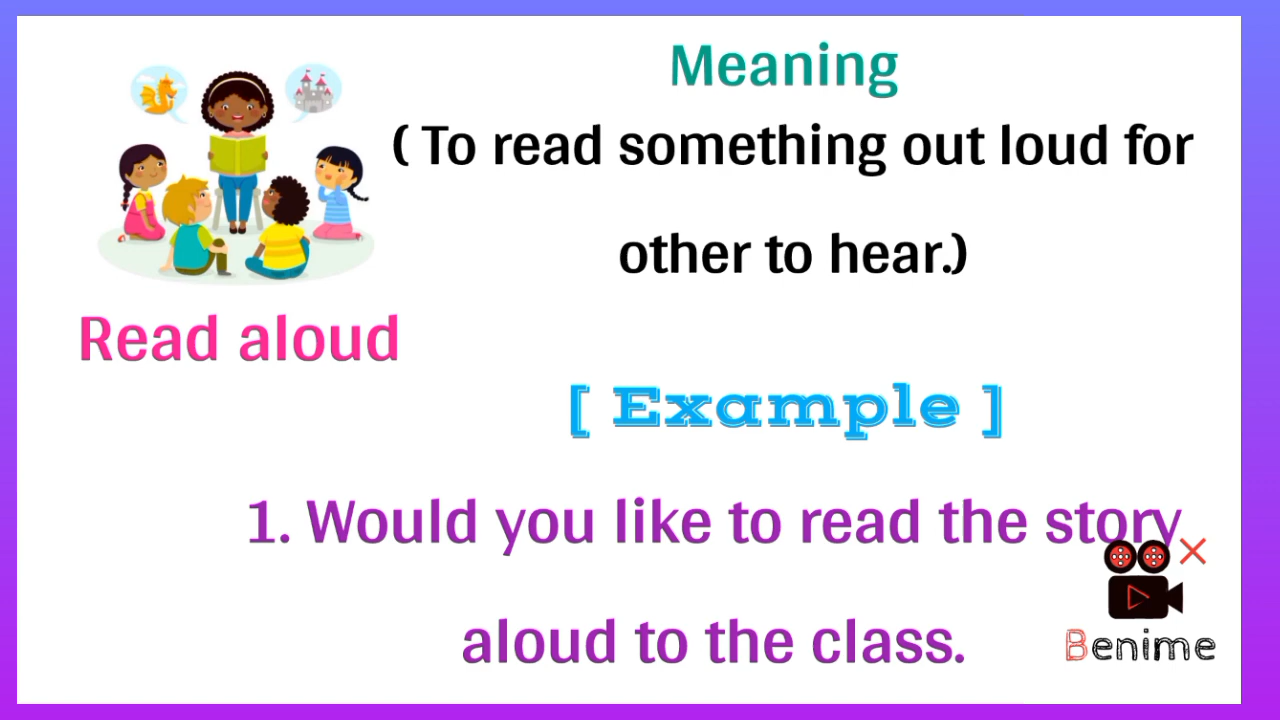 Meaning
( To read something out loud for
other to hear.)
Read aloud
[ Example ]
1. Would you like to read the story
aloud to the class.
Benime